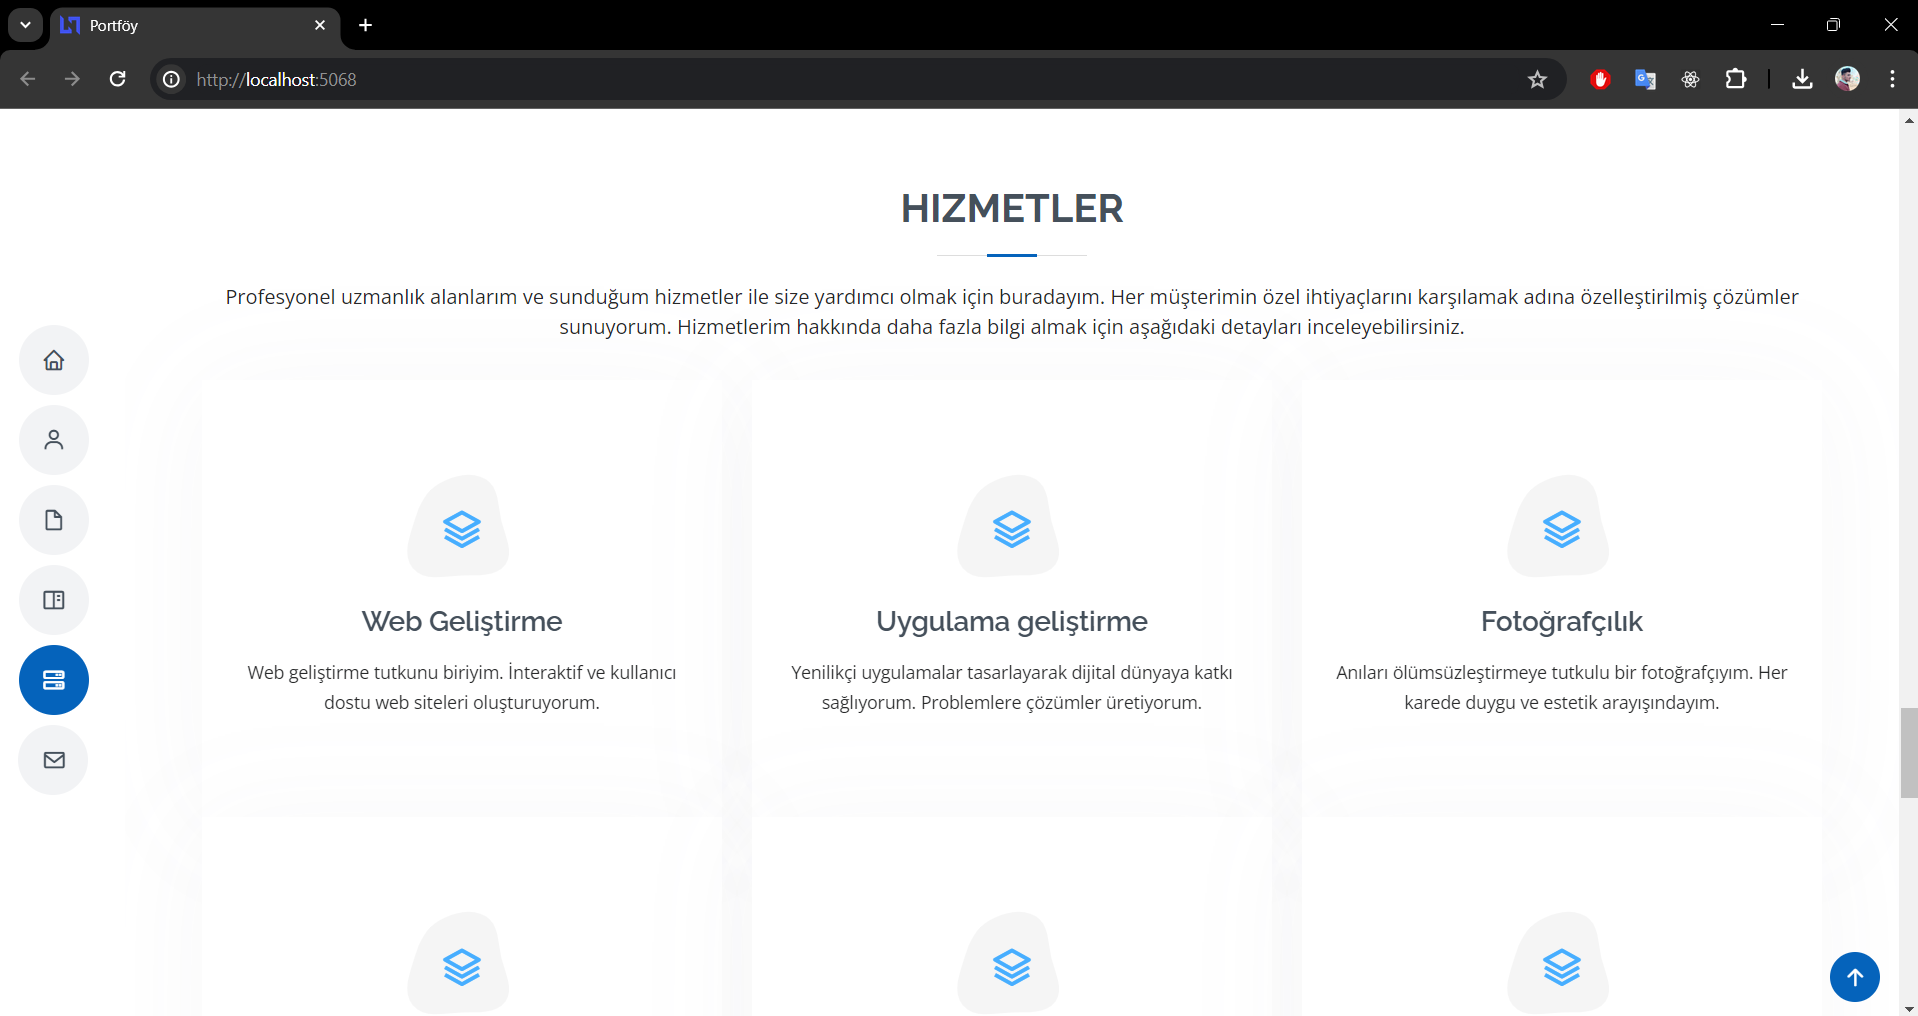 Portföy
http://localhost:5068
HIZMETLER
Profesyonel uzmanlık alanlarım ve sunduğum hizmetler ile size yardımcı olmak için buradayım. Her müşterimin özel ihtiyaçlarını karşılamak adına özelleştirilmiş çözümler
sunuyorum. Hizmetlerim hakkında daha fazla bilgi almak için aşağıdaki detayları inceleyebilirsiniz.
Web Geliştirme
Web geliştirme tutkunu biriyim. İnteraktif ve kullanıcı
dostu web siteleri oluşturuyorum.
Uygulama geliştirme
Yenilikçi uygulamalar tasarlayarak dijital dünyaya katkı
sağlıyorum. Problemlere çözümler üretiyorum.
Fotoğrafçılık
Anıları ölümsüzleştirmeye tutkulu bir fotoğrafçıyım. Her
karede duygu ve estetik arayışındayım.